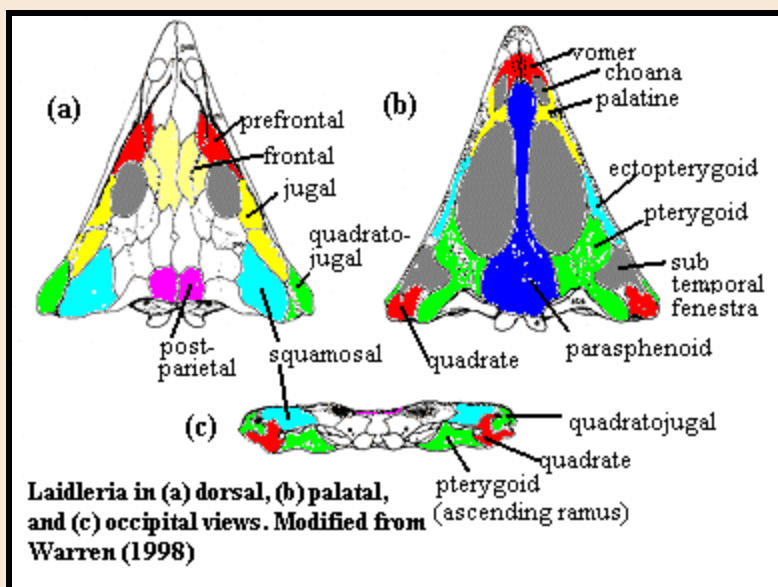 (a)
prefrontal
frontal
jugal
quadrato-
jugal
post-
parietal
squamosal
(b)
vomer
choana
palatine
ectopterygoid
pterygoid
sub
temporal
fenestra
parasphenoid
quadrate
(c)
quadratojugal
quadrate
pterygoid
(ascending ramus)
Laidleria in (a) dorsal, (b) palatal,
and (c) occipital views. Modified from
Warren (1998)